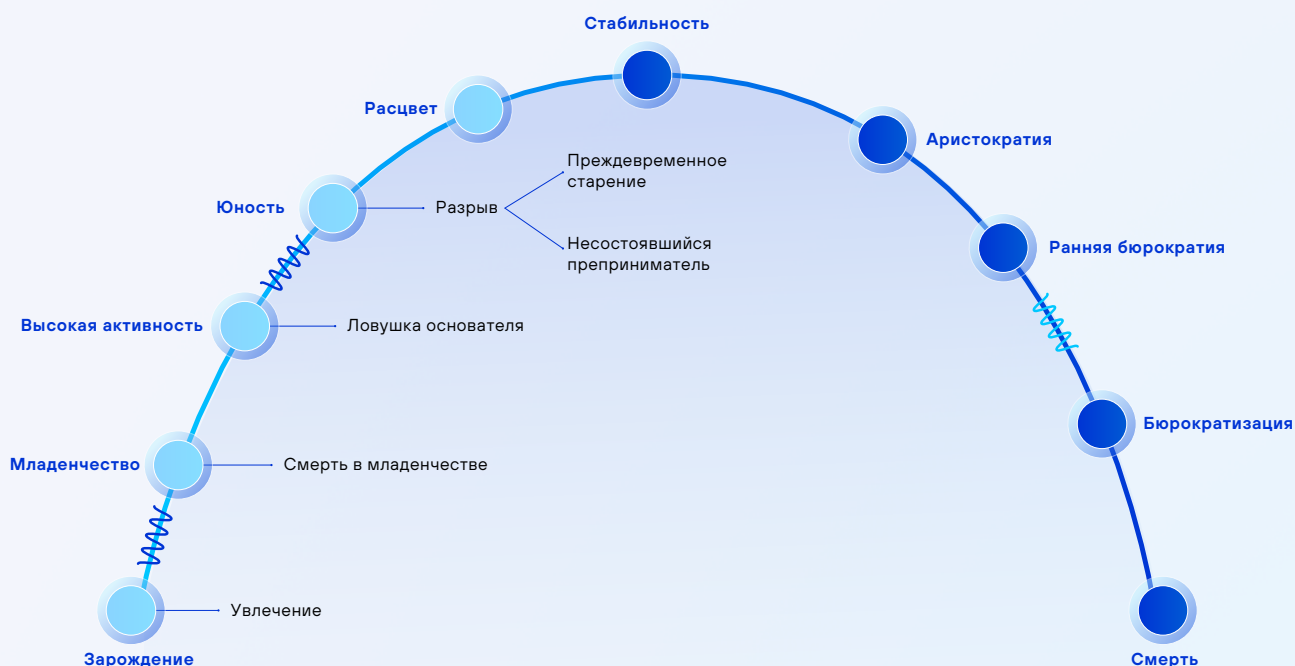 Стабильность
Расцвет
Аристократия
Преждевременное
старение
Юность
Разрыв
Несостоявшийся
преприниматель
Ранняя бюрократия
Высокая активность
Ловушка основателя
Бюрократизация
Младенчество
Смерть в младенчестве
Увлечение
Зарождение
Смерть